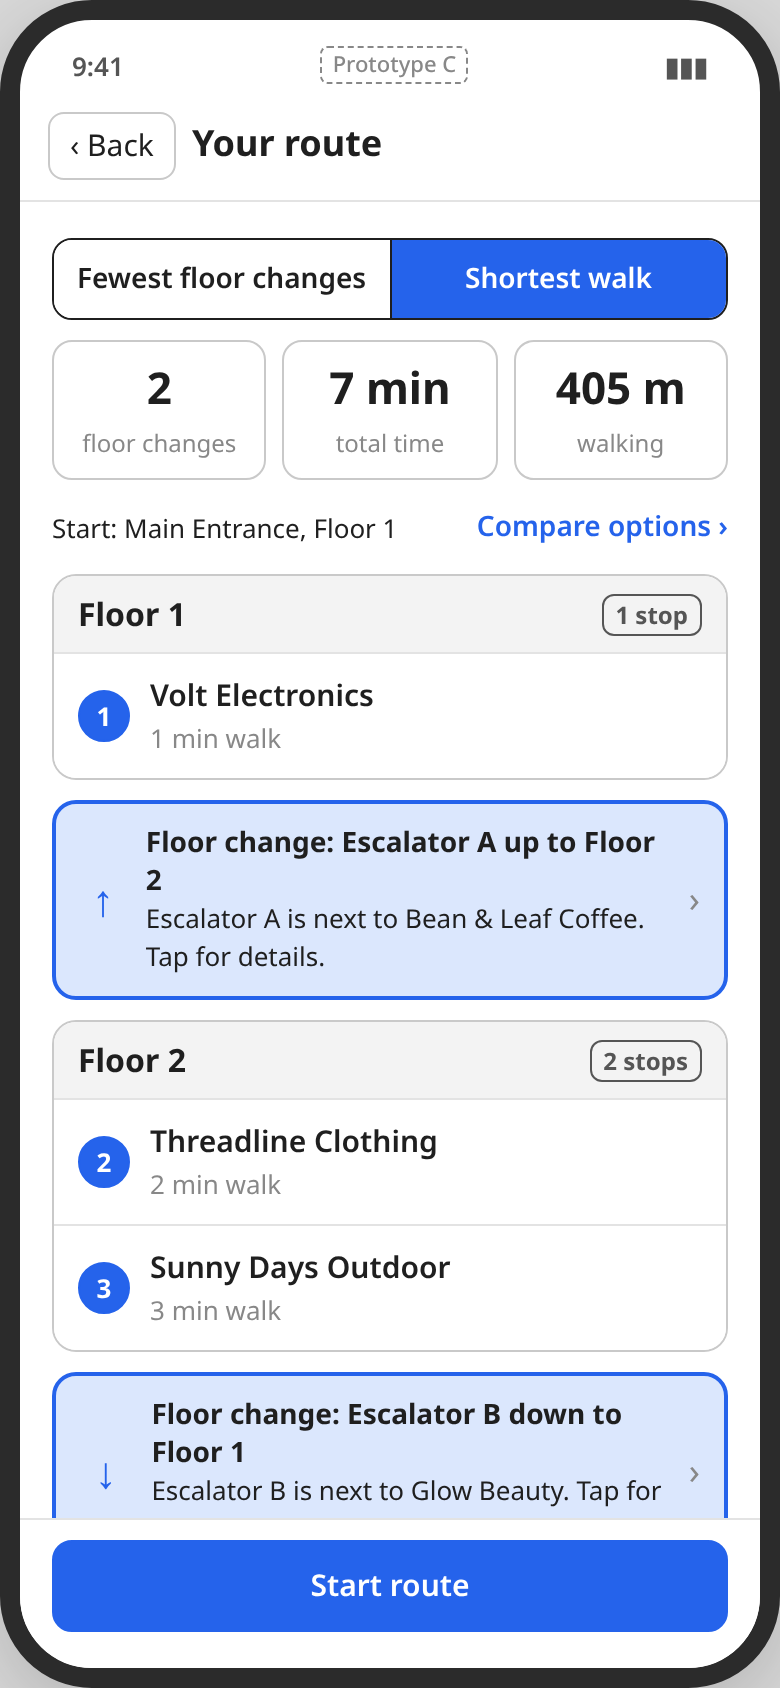 9:41
Prototype C
‹ Back
Your route
Fewest floor changes
Shortest walk
2
floor changes
7 min
total time
405 m
walking
Start: Main Entrance, Floor 1
Compare options ›
Floor 1
1 stop
1
Volt Electronics
1 min walk
↑
Floor change: Escalator A up to Floor
2
Escalator A is next to Bean & Leaf Coffee.
Tap for details.
›
Floor 2
2 stops
2
Threadline Clothing
2 min walk
3
Sunny Days Outdoor
3 min walk
↓
Floor change: Escalator B down to
Floor 1
Escalator B is next to Glow Beauty. Tap for
›
Start route